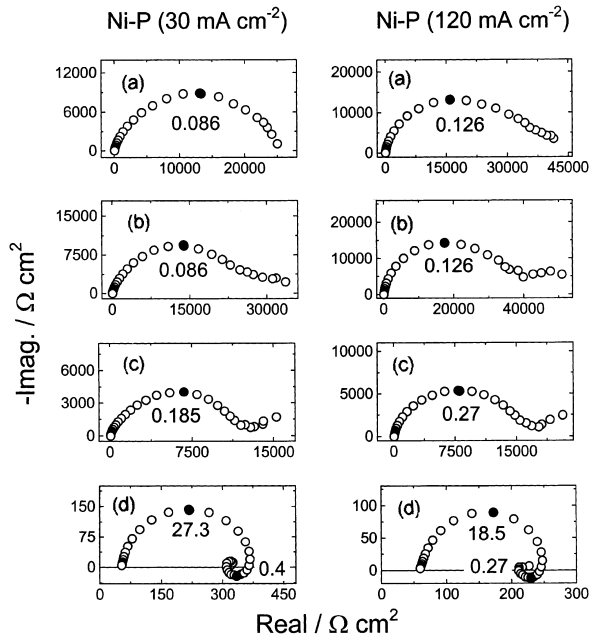 Ni-P (30 mA cm-2) Ni-P (120 mA cm-2)
(a)
12000
9000
6000
3000
0
0.086
0 10000 20000
(a)
20000
10000
0
0.126
0 15000 30000 45000
(b)
15000
7500
0
0.086
0 15000 30000
(b)
20000
10000
0
0.126
0 20000 40000
(c)
6000
3000
0
0.185
0 7500 15000
(c)
10000
5000
0
0.27
0 7500 15000
(d)
150
75
0
27.3
0.4
0 150 300 450
(d)
100
50
0
18.5
0.27
0 100 200 300
-Imag. / Ω cm2
Real / Ω cm2